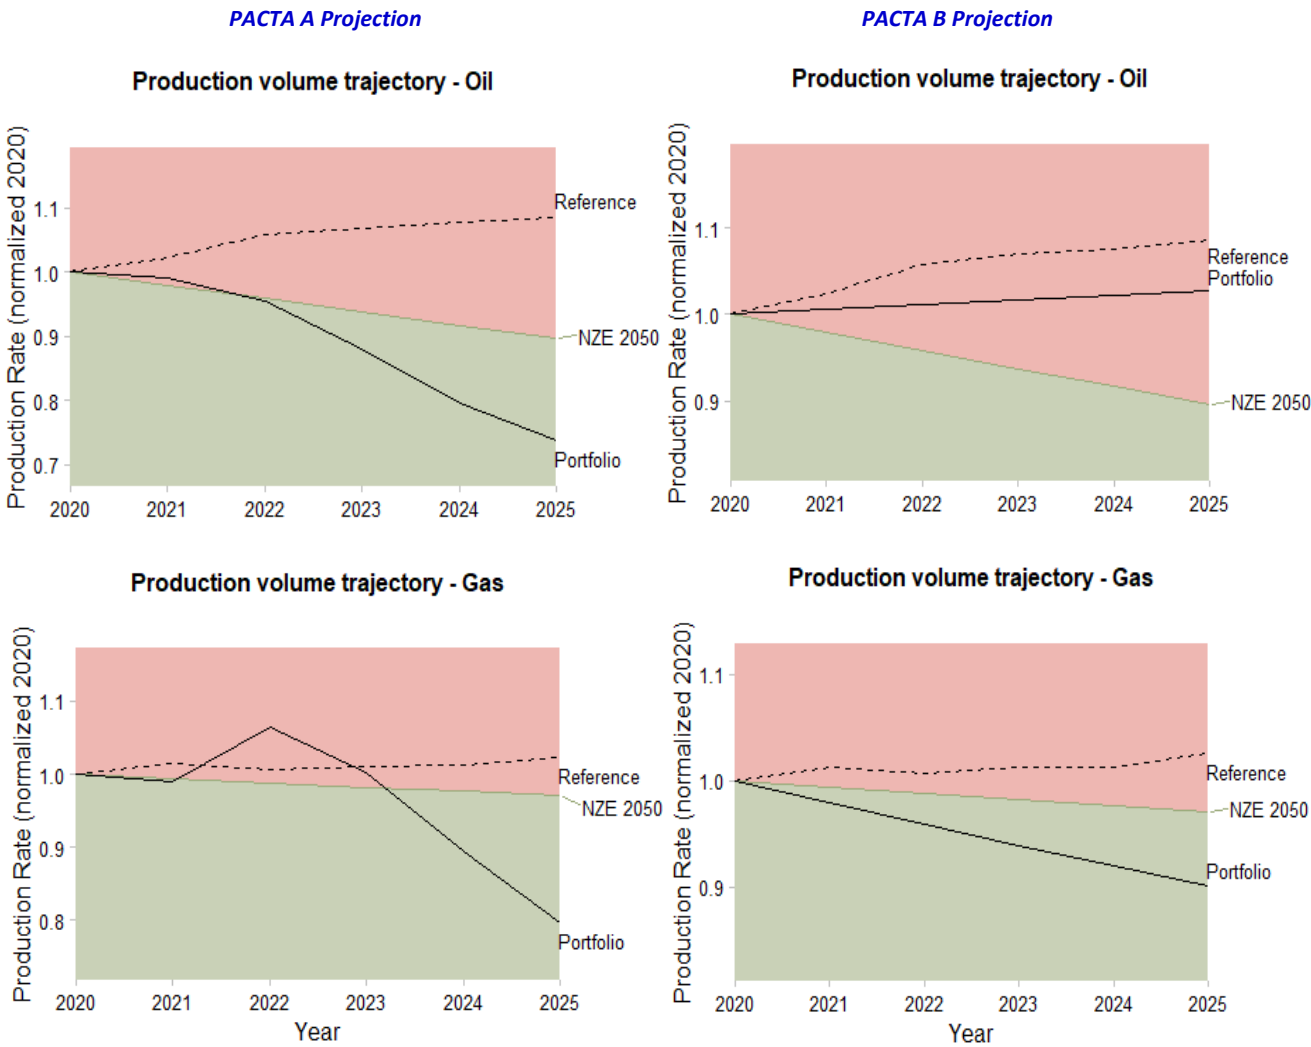 PACTA A Projection
PACTA B Projection
Production volume trajectory - Oil
Production Rate (normalized 2020)
1.1
1.0
0.9
0.8
0.7
Reference
NZE 2050
Portfolio
2020 2021 2022 2023 2024 2025
Production volume trajectory - Oil
Production Rate (normalized 2020)
1.1
1.0
0.9
Reference
Portfolio
NZE 2050
2020 2021 2022 2023 2024 2025
Production volume trajectory - Gas
Production Rate (normalized 2020)
1.1
1.0
0.9
0.8
Reference
NZE 2050
Portfolio
2020 2021 2022 2023 2024 2025
Year
Production volume trajectory - Gas
Production Rate (normalized 2020)
1.1
1.0
0.9
Reference
NZE 2050
Portfolio
2020 2021 2022 2023 2024 2025
Year